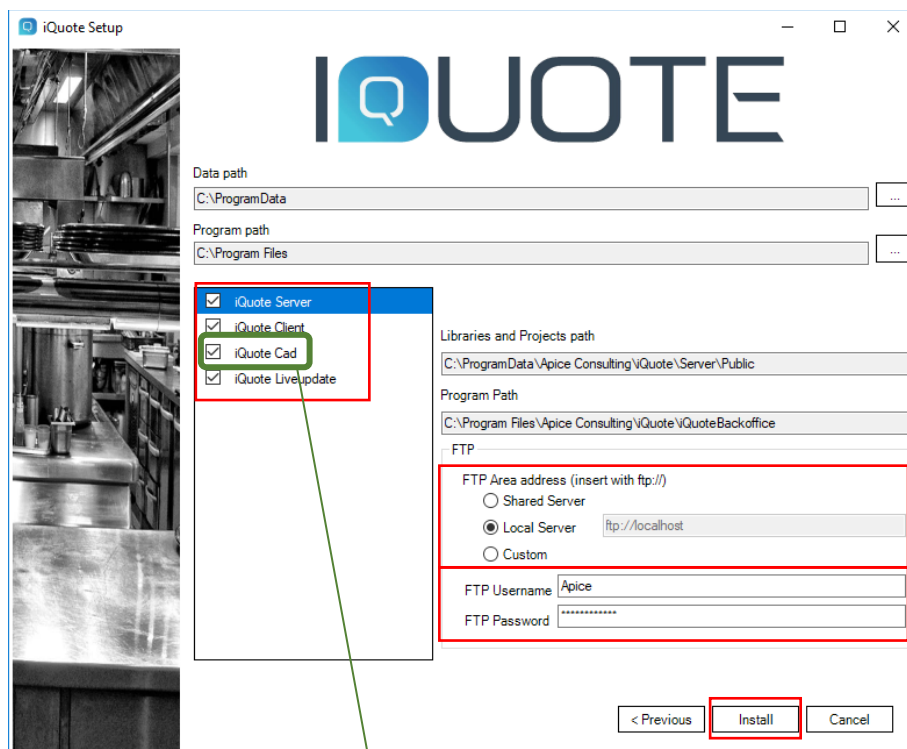 iQuote Setup
IQUOTE
Data path
C:\ProgramData
...
Program path
C:\Program Files
...
iQuote Server
iQuote Client
iQuote Cad
iQuote Liveupdate
Libraries and Projects path
C:\ProgramData\Apice Consulting\iQuote\Server\Public
Program Path
C:\Program Files\Apice Consulting\iQuote\iQuoteBackoffice
FTP
FTP Area address (insert with ftp://)
Shared Server
Local Server ftp://localhost
Custom
FTP Username Apice
FTP Password ************
< Previous Install Cancel